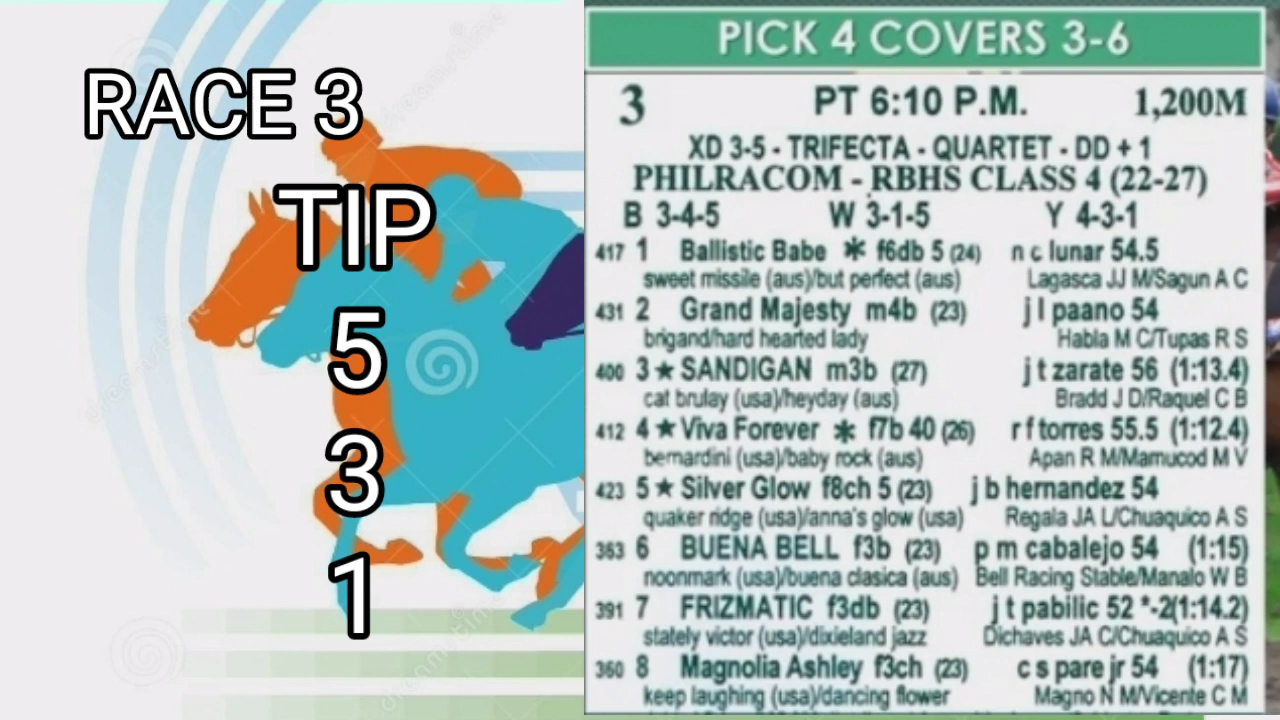 RACE 3
TIP
5
3
1
PICK 4 COVERS 3-6
3 PT 6:10 P.M. 1,200M
XD 3-5 - TRIFECTA - QUARTET - DD + 1
PHILRACOM - RBHS CLASS 4 (22-27)
B 3-4-5 W 3-1-5 Y 4-3-1
417 1 Ballistic Babe * f6db 5 (24) n c lunar 54.5
sweet missile (aus)/but perfect (aus) Lagasca JJ M/Sagun A C
431 2 Grand Majesty m4b (23) j l paano 54
brigand/hard hearted lady Habla M C/Tupas R S
400 3 ★ SANDIGAN m3b (27) j t zarate 56 (1:13.4)
cat brulay (usa)/heyday (aus) Bradd J D/Raquel C B
412 4 ★ Viva Forever * f7b 40 (26) r f torres 55.5 (1:12.4)
bernardini (usa)/baby rock (aus) Apan R M/Mamucod M V
423 5 ★ Silver Glow f8ch 5 (23) j b hernandez 54
quaker ridge (usa)/anna's glow (usa) Regala JA L/Chuaquico A S
363 6 BUENA BELL f3b (23) p m cabalejo 54 (1:15)
noonmark (usa)/buena clasica (aus) Bell Racing Stable/Manalo W B
391 7 FRIZMATIC f3db (23) j t pabilic 52 *-2(1:14.2)
stately victor (usa)/dixieland jazz Dichaves JA C/Chuaquico A S
360 8 Magnolia Ashley f3ch (23) c s pare jr 54 (1:17)
keep laughing (usa)/dancing flower Magno N M/Vicente C M